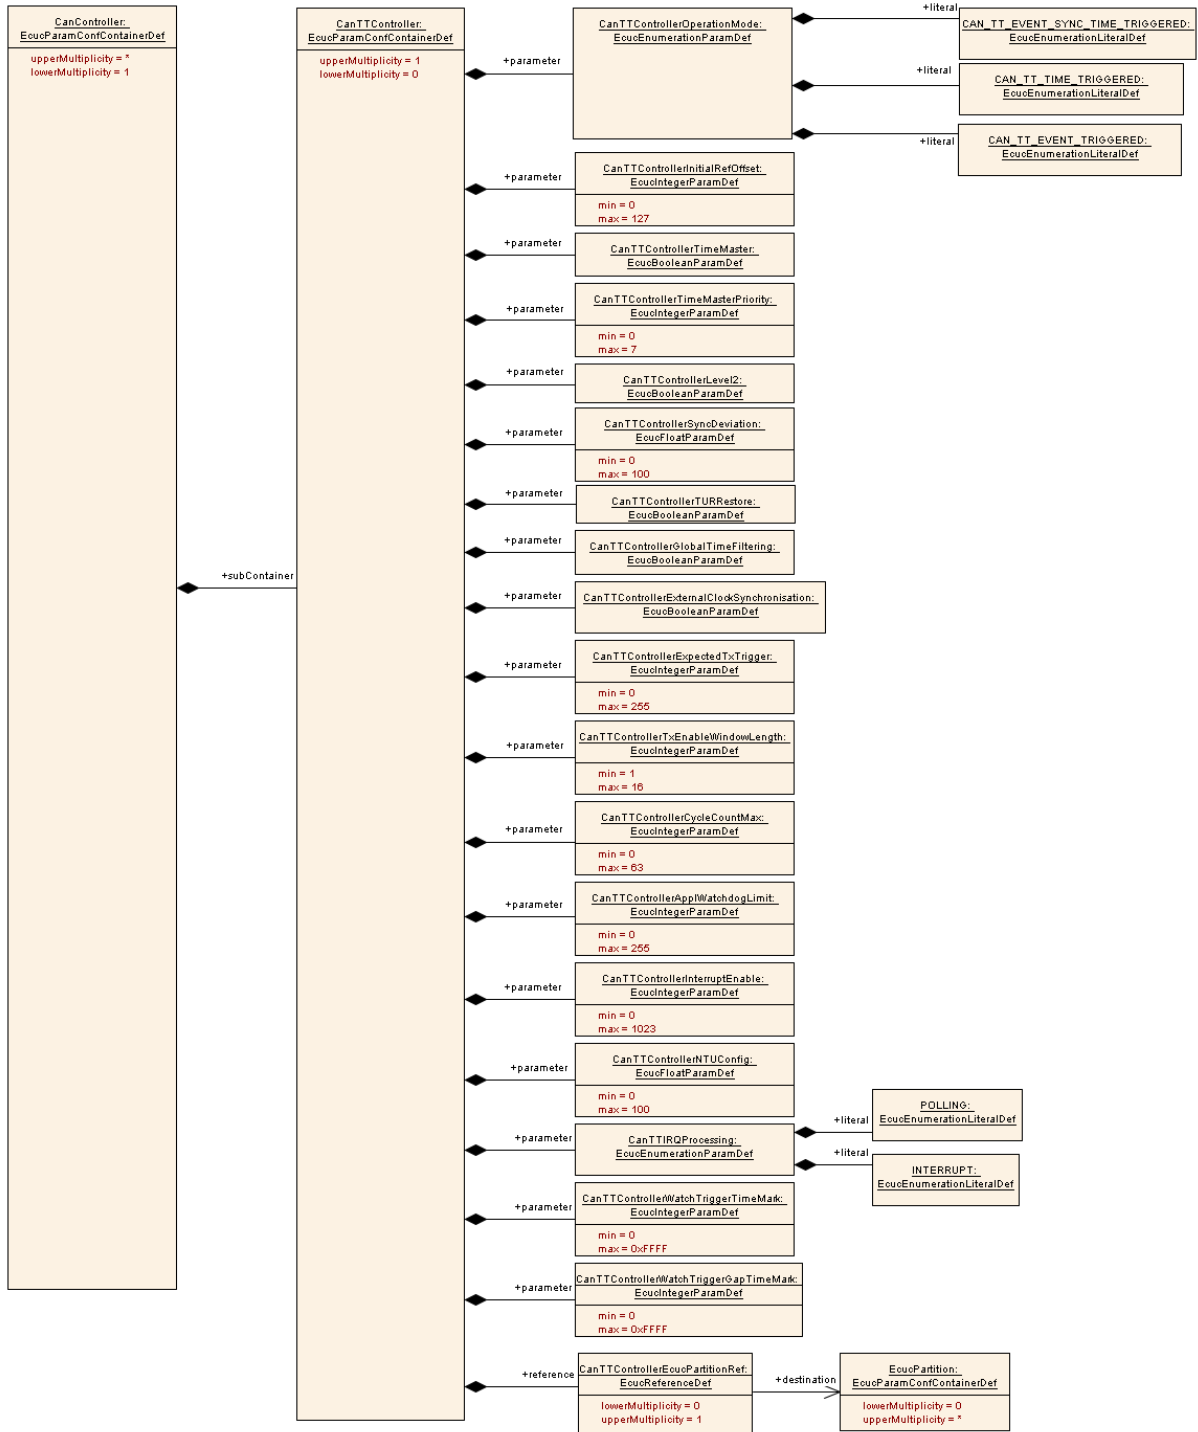 CanController:
EcucParamConfContainerDef
upperMultiplicity = *
lowerMultiplicity = 1
+subContainer
CanTTController:
EcucParamConfContainerDef
upperMultiplicity = 1
lowerMultiplicity = 0
+parameter
CanTTControllerOperationMode:
EcucEnumerationParamDef
+literal
CAN_TT_EVENT_SYNC_TIME_TRIGGERED:
EcucEnumerationLiteralDef
+literal
CAN_TT_TIME_TRIGGERED:
EcucEnumerationLiteralDef
+literal
CAN_TT_EVENT_TRIGGERED:
EcucEnumerationLiteralDef
+parameter
CanTTControllerInitialRefOffset:
EcucIntegerParamDef
min = 0
max = 127
+parameter
CanTTControllerTimeMaster:
EcucBooleanParamDef
+parameter
CanTTControllerTimeMasterPriority:
EcucIntegerParamDef
min = 0
max = 7
+parameter
CanTTControllerLevel2:
EcucBooleanParamDef
+parameter
CanTTControllerSyncDeviation:
EcucFloatParamDef
min = 0
max = 100
+parameter
CanTTControllerTURRestore:
EcucBooleanParamDef
+parameter
CanTTControllerGlobalTimeFiltering:
EcucBooleanParamDef
+parameter
CanTTControllerExternalClockSynchronisation:
EcucBooleanParamDef
+parameter
CanTTControllerExpectedTxTrigger:
EcucIntegerParamDef
min = 0
max = 255
+parameter
CanTTControllerTxEnableWindowLength:
EcucIntegerParamDef
min = 1
max = 16
+parameter
CanTTControllerCycleCountMax:
EcucIntegerParamDef
min = 0
max = 63
+parameter
CanTTControllerApplWatchdogLimit:
EcucIntegerParamDef
min = 0
max = 255
+parameter
CanTTControllerInterruptEnable:
EcucIntegerParamDef
min = 0
max = 1023
+parameter
CanTTControllerNTUConfig:
EcucFloatParamDef
min = 0
max = 100
+parameter
CanTTIRQProcessing:
EcucEnumerationParamDef
+literal
POLLING:
EcucEnumerationLiteralDef
+literal
INTERRUPT:
EcucEnumerationLiteralDef
+parameter
CanTTControllerWatchTriggerTimeMark:
EcucIntegerParamDef
min = 0
max = 0xFFFF
+parameter
CanTTControllerWatchTriggerGapTimeMark:
EcucIntegerParamDef
min = 0
max = 0xFFFF
+reference
CanTTControllerEcucPartitionRef:
EcucReferenceDef
lowerMultiplicity = 0
upperMultiplicity = 1
+destination
EcucPartition:
EcucParamConfContainerDef
lowerMultiplicity = 0
upperMultiplicity = *